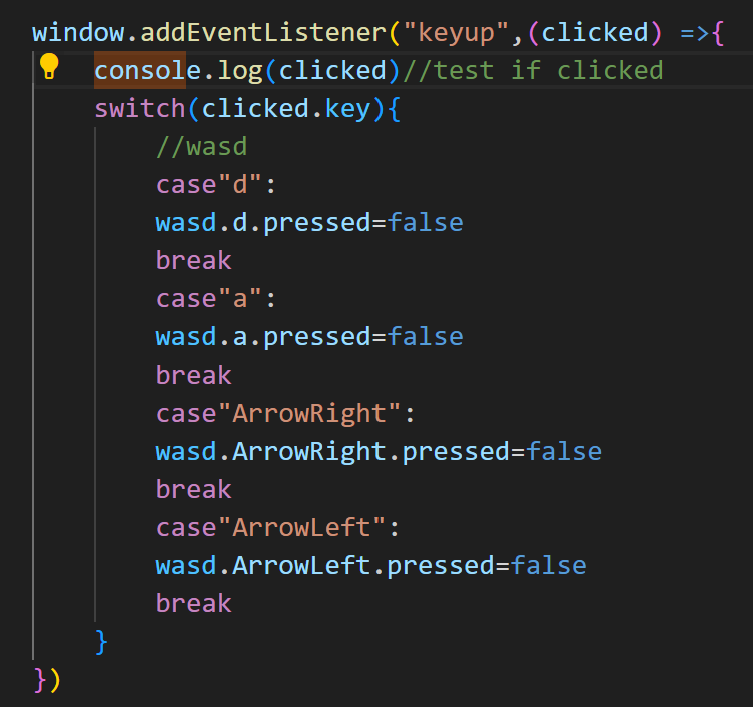 window.addEventListener("keyup",(clicked) =>{
console.log(clicked)//test if clicked
switch(clicked.key){
//wasd
case"d":
wasd.d.pressed=false
break
case"a":
wasd.a.pressed=false
break
case"ArrowRight":
wasd.ArrowRight.pressed=false
break
case"ArrowLeft":
wasd.ArrowLeft.pressed=false
break
}
})